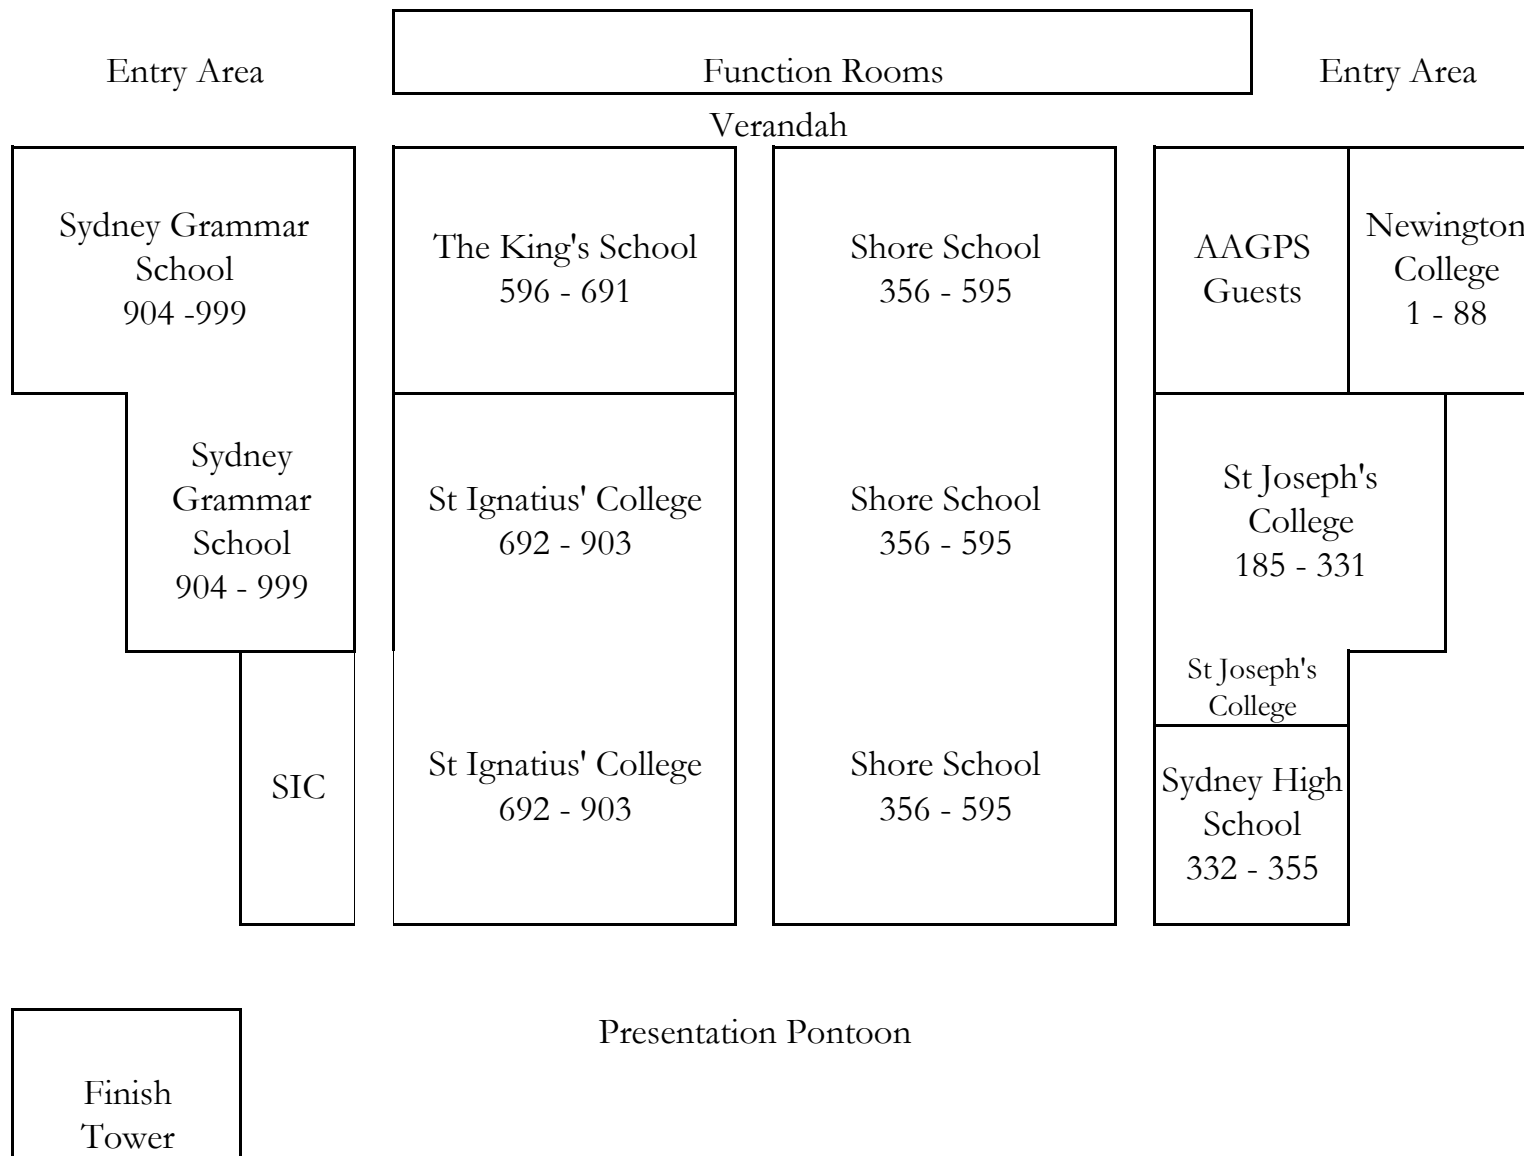 Entry Area
Function Rooms
Entry Area
Verandah
Sydney Grammar
School
904 -999
The King's School
596 - 691
Shore School
356 - 595
AAGPS
Guests
Newington
College
1 - 88
Sydney
Grammar
School
904 - 999
St Ignatius' College
692 - 903
Shore School
356 - 595
St Joseph's
College
185 - 331
St Joseph's
College
SIC
St Ignatius' College
692 - 903
Shore School
356 - 595
Sydney High
School
332 - 355
Presentation Pontoon
Finish
Tower